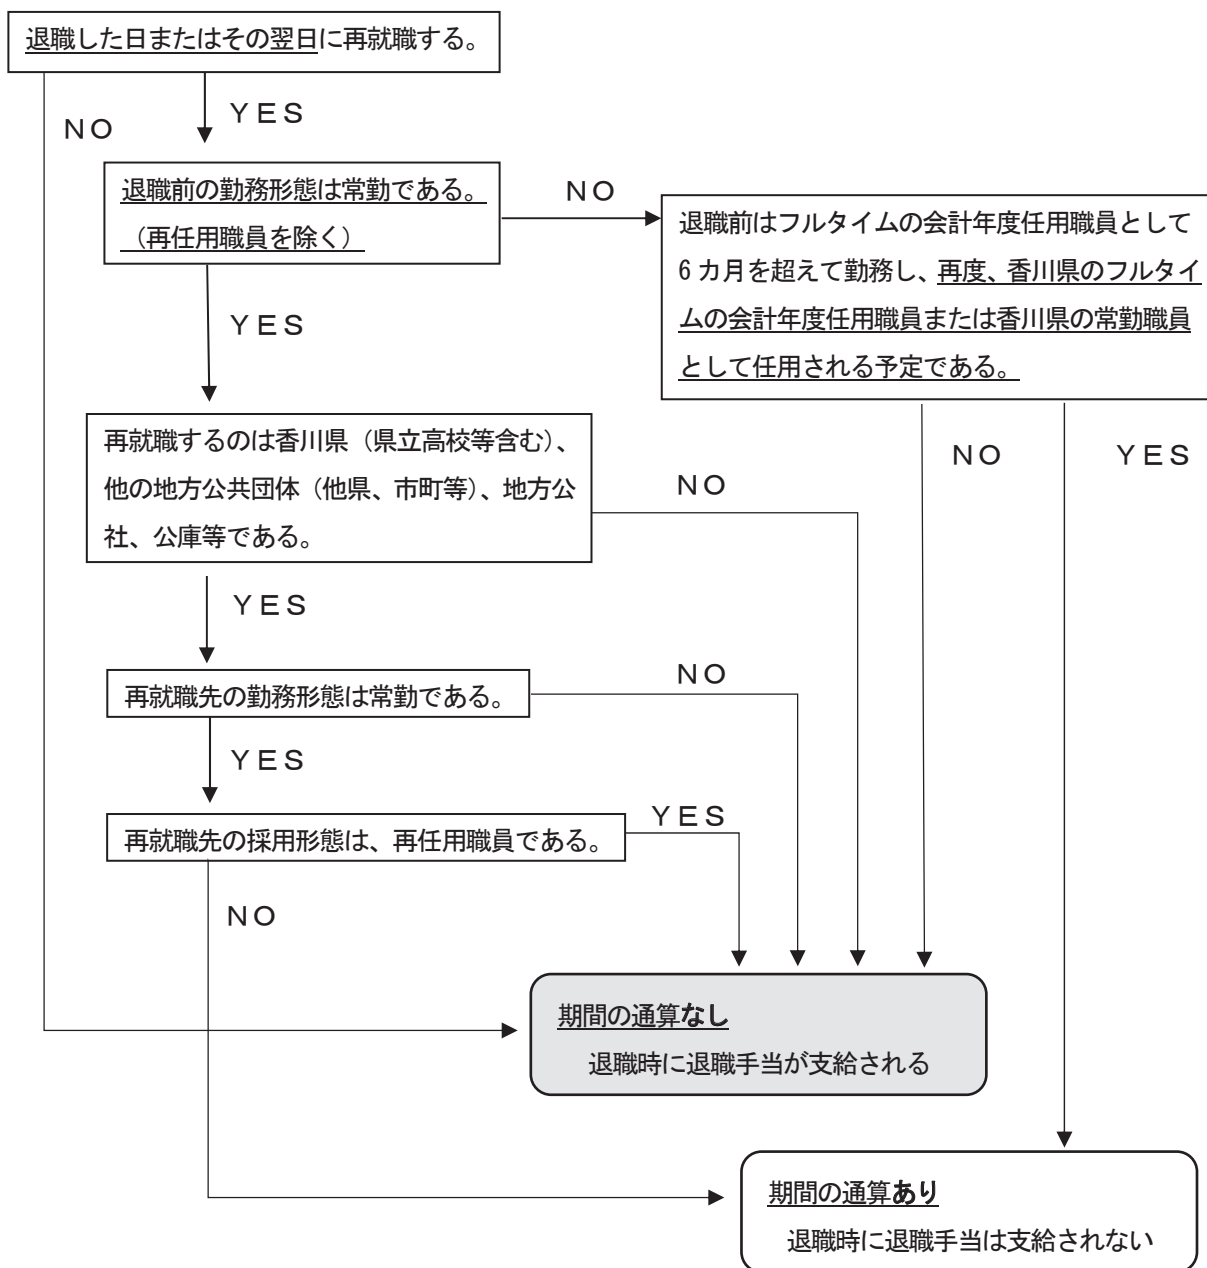 退職した日またはその翌日に再就職する。
NO
YES
退職前の勤務形態は常勤である。
（再任用職員を除く）
NO
退職前はフルタイムの会計年度任用職員として
6カ月を超えて勤務し、再度、香川県のフルタイ
ムの会計年度任用職員または香川県の常勤職員
として任用される予定である。
YES
再就職するのは香川県（県立高校等含む）、
他の地方公共団体（他県、市町等）、地方公
社、公庫等である。
NO
NO
YES
YES
再就職先の勤務形態は常勤である。
NO
YES
再就職先の採用形態は、再任用職員である。
YES
NO
期間の通算なし
退職時に退職手当が支給される
期間の通算あり
退職時に退職手当は支給されない